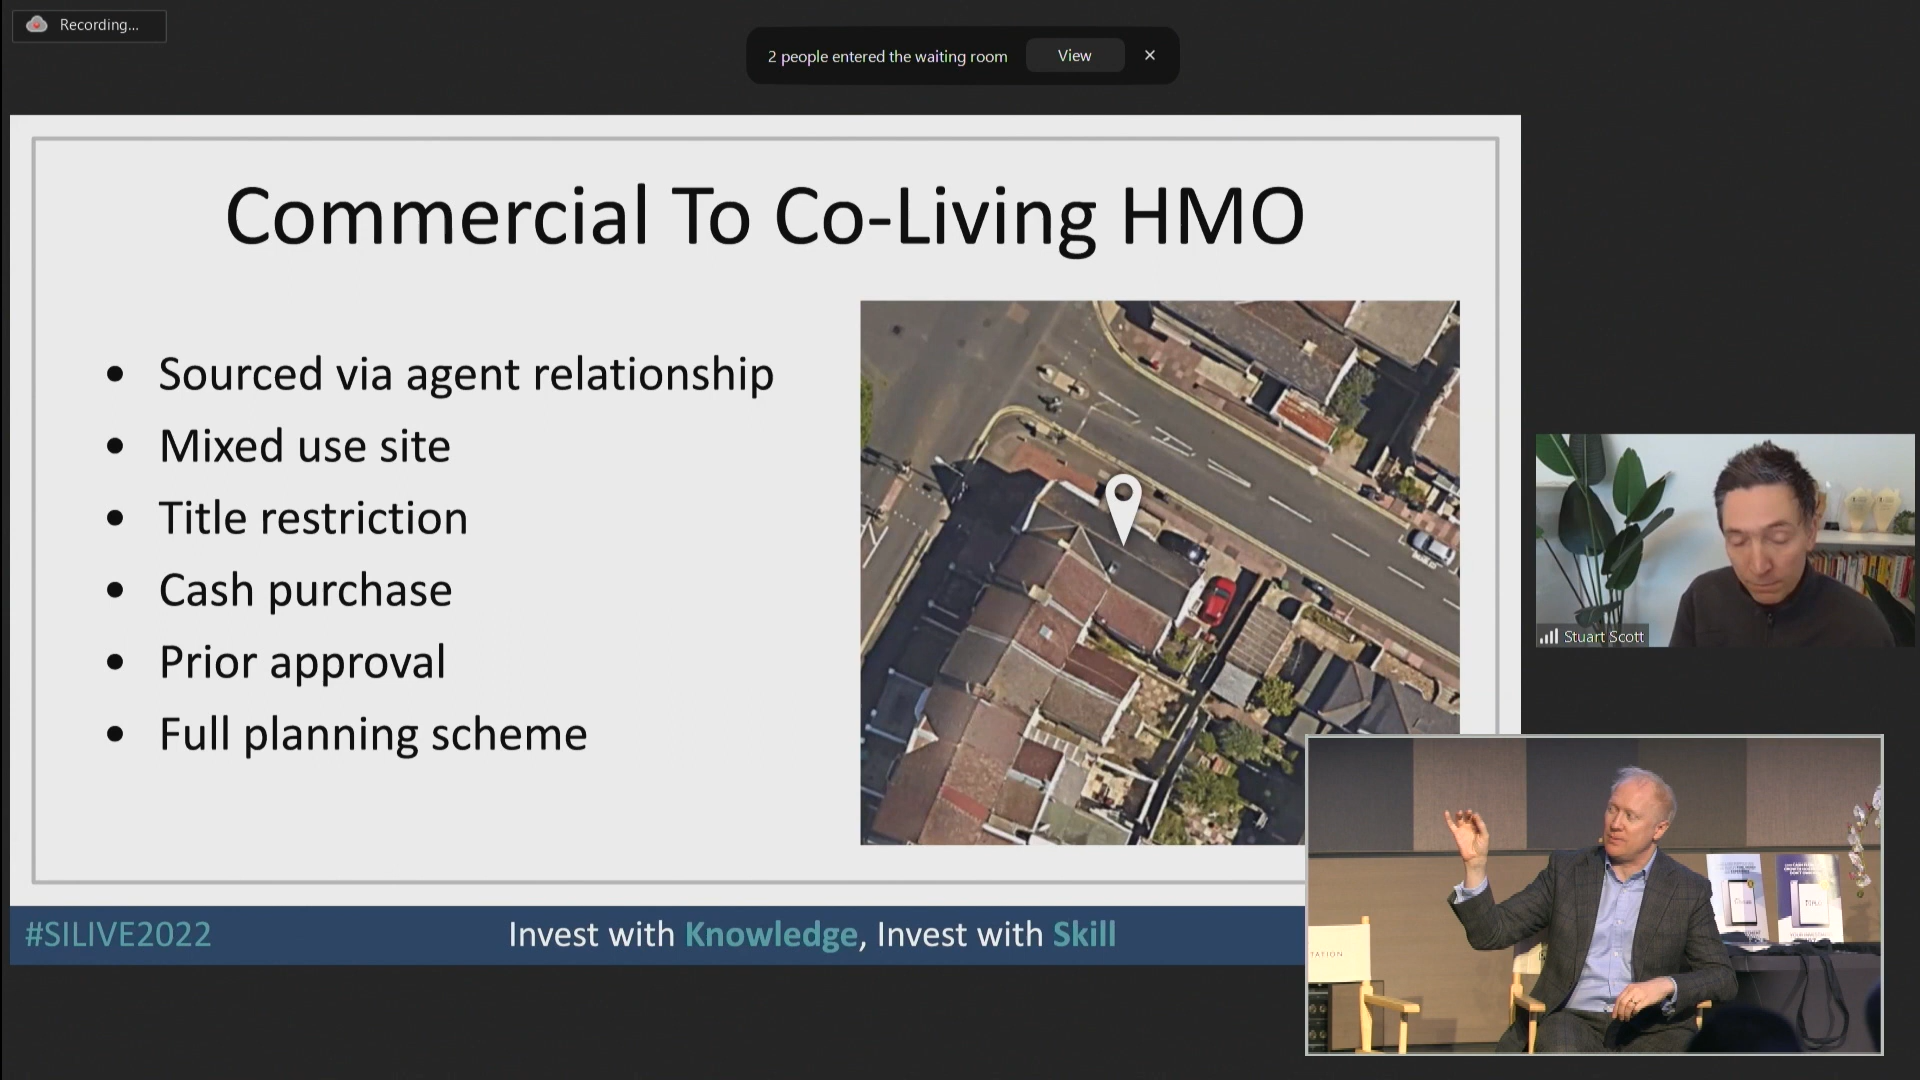 Recording...
2 people entered the waiting room
View
Commercial To Co-Living HMO
• Sourced via agent relationship
• Mixed use site
• Title restriction
• Cash purchase
• Prior approval
• Full planning scheme
Stuart Scott
TATION
#SILIVE2022
Invest with Knowledge, Invest with Skill